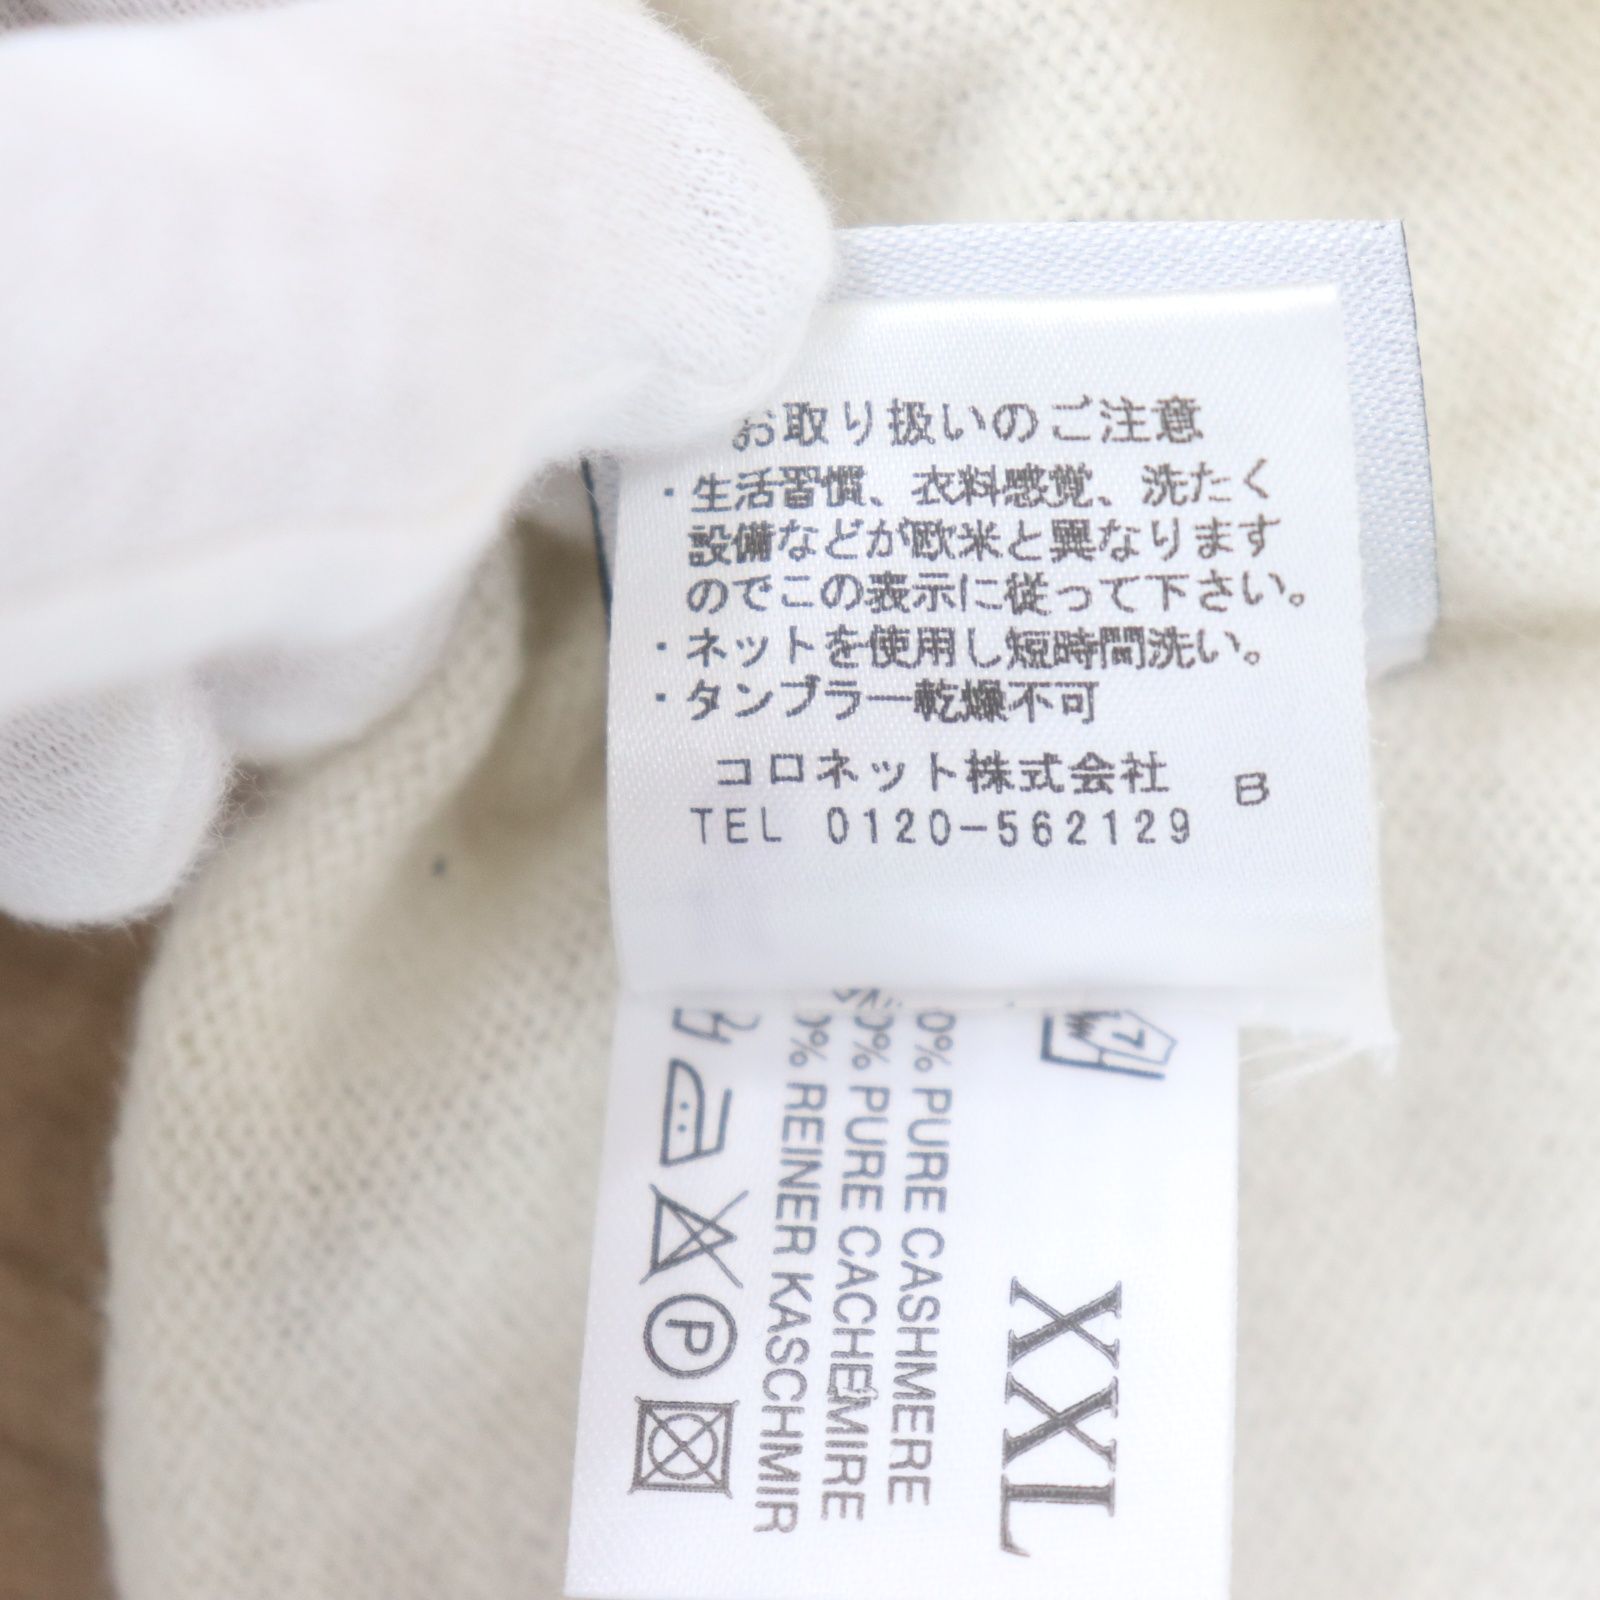 お取り扱いのご注意
・生活習慣、衣料感覚、洗たく
設備などが欧米と異なります
のでこの表示に従って下さい。
・ネットを使用し短時間洗い。
・タンブラー乾燥不可
コロネット株式会社 B
TEL 0120-562129
XXL
0% PURE CASHMERE
0% PURE CACHEMIRE
0% REINER KASCHMIR
P